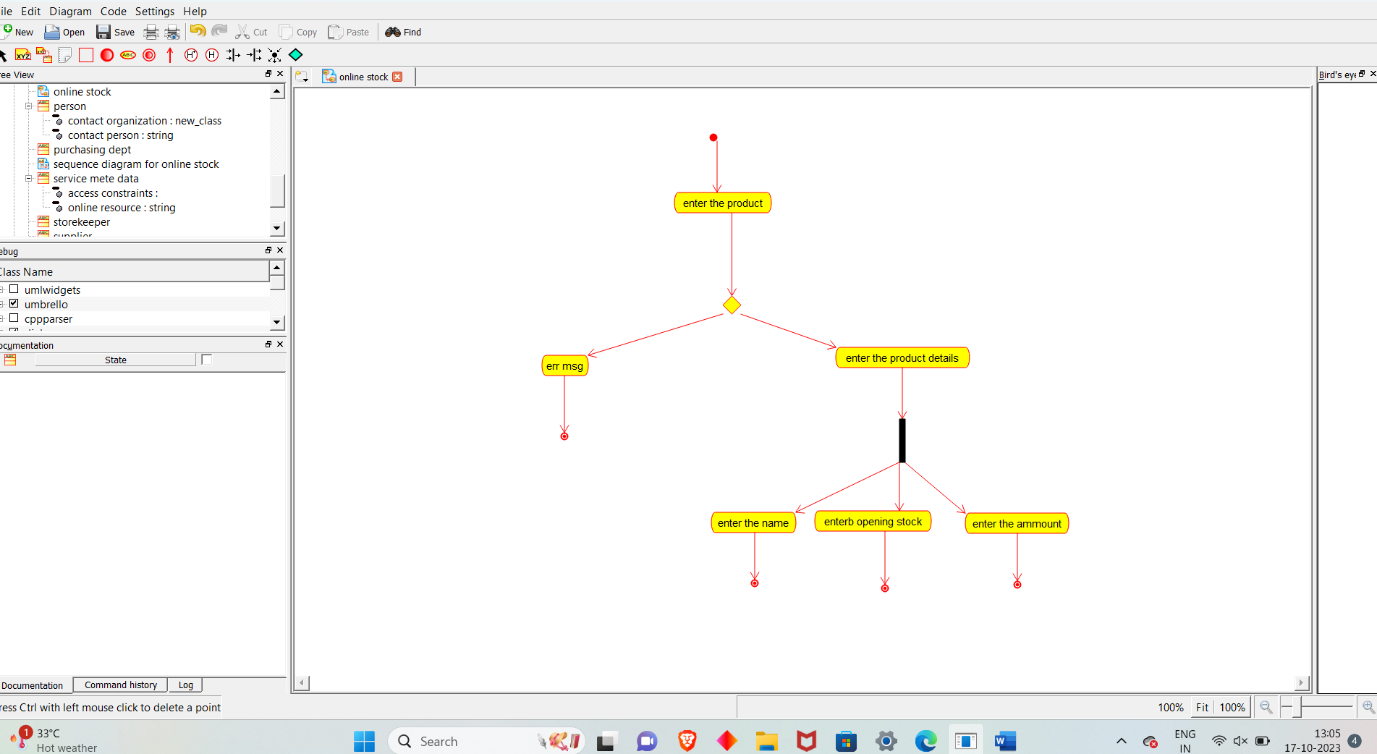 ile Edit Diagram Code Settings Help
New Open Save Cut Copy Paste Find
ree View
online stock
Bird's eye
online stock
person
contact organization : new_class
contact person : string
purchasing dept
sequence diagram for online stock
service mete data
access constraints :
online resource : string
storekeeper
supplier
ebug
Class Name
umlwidgets
umbrello
cppparser
ocumentation
State
enter the product
err msg
enter the product details
enter the name
enterb opening stock
enter the ammount
Documentation Command history Log
ress Ctrl with left mouse click to delete a point
100% Fit 100%
1
33°C
Hot weather
Search
ENG
IN
13:05
17-10-2023
4